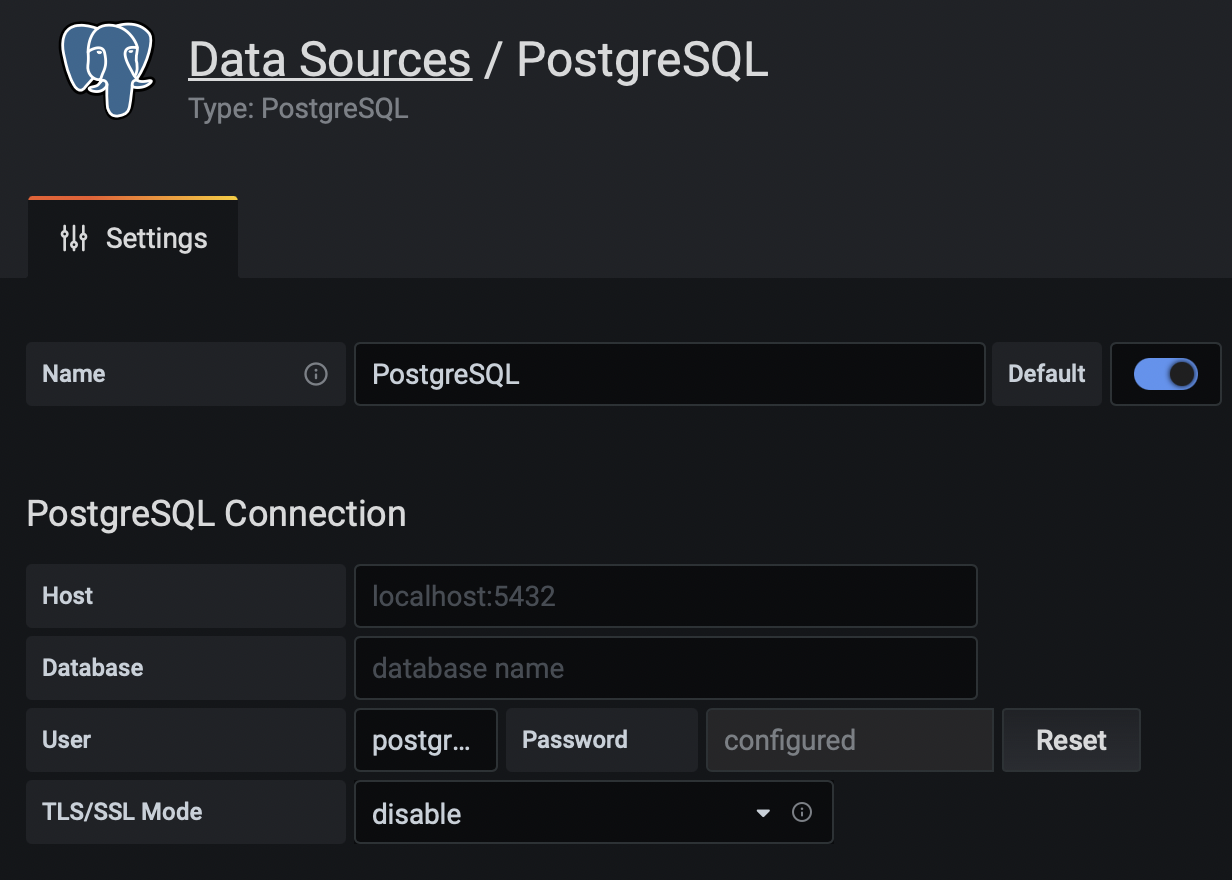 Data Sources / PostgreSQL
Type: PostgreSQL
Settings
Name PostgreSQL Default
PostgreSQL Connection
Host localhost:5432
Database database name
User postgr... Password configured Reset
TLS/SSL Mode disable